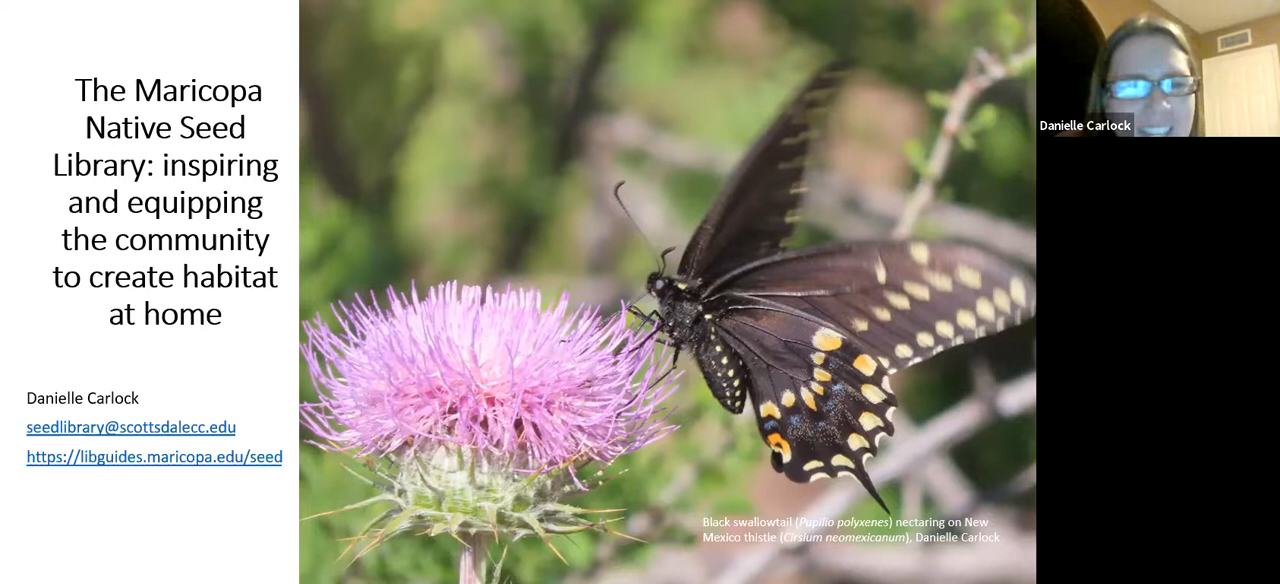 The Maricopa
Native Seed
Library: inspiring
and equipping
the community
to create habitat
at home
Danielle Carlock
seedlibrary@scottsdalecc.edu
https://libguides.maricopa.edu/seed
Black swallowtail (Papilio polyxenes) nectaring on New
Mexico thistle (Cirsium neomexicanum), Danielle Carlock
Danielle Carlock